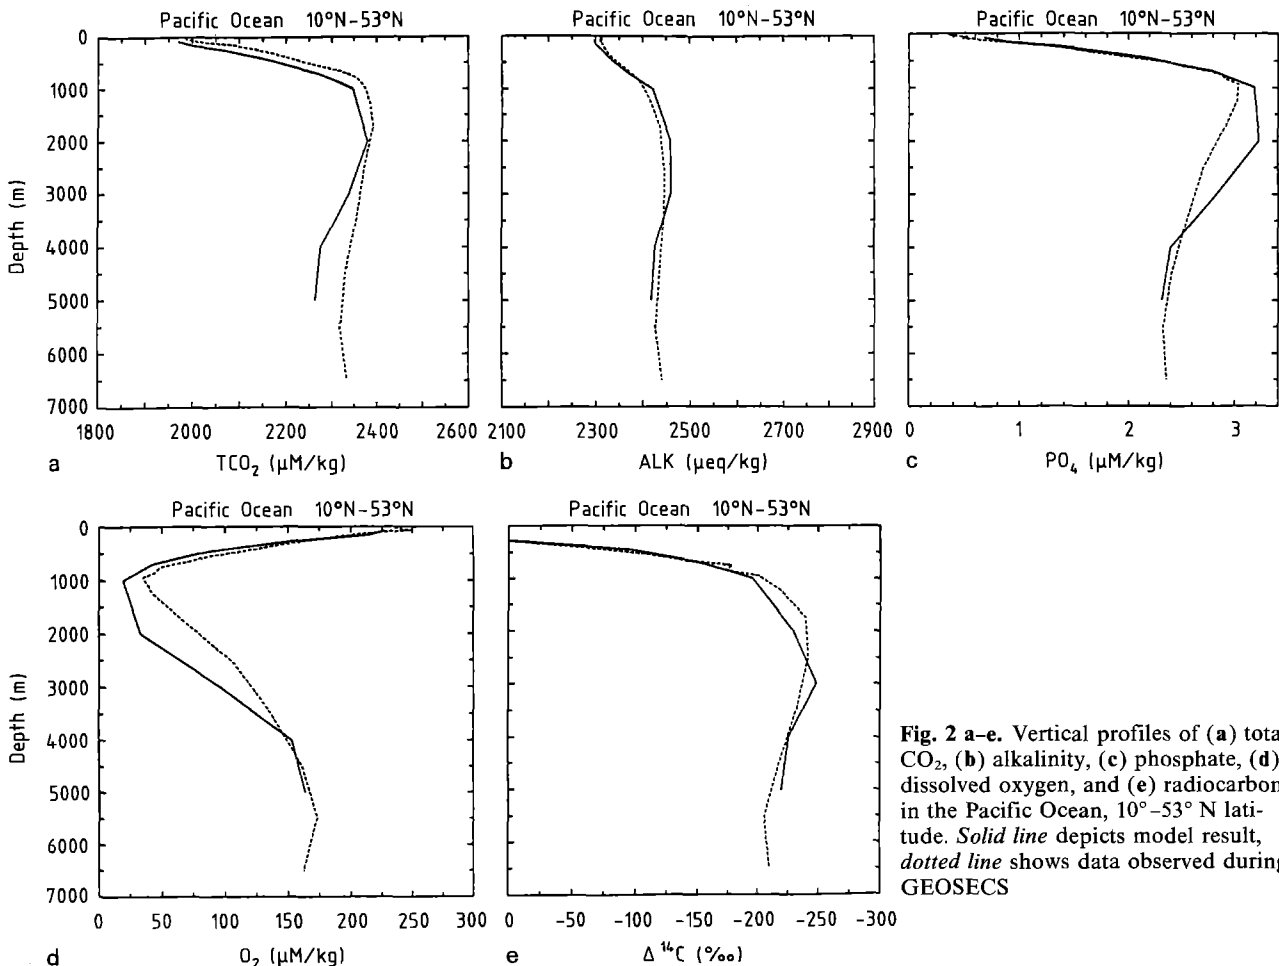 Pacific Ocean 10°N-53°N
Pacific Ocean 10°N-53°N
Pacific Ocean 10°N-53°N
0
1000
2000
3000
4000
5000
6000
7000
Depth (m)
1800 2000 2200 2400 2600
2100 2300 2500 2700 2900
0 1 2 3
a TCO₂ (μM/kg)
b ALK (μeq/kg)
c PO₄ (μM/kg)
Pacific Ocean 10°N-53°N
Pacific Ocean 10°N-53°N
0
1000
2000
3000
4000
5000
6000
7000
Depth (m)
0 50 100 150 200 250 300
0 -50 -100 -150 -200 -250 -300
d O₂ (μM/kg)
e Δ ¹⁴C (‰)
Fig. 2 a–e. Vertical profiles of (a) tota
CO₂, (b) alkalinity, (c) phosphate, (d)
dissolved oxygen, and (e) radiocarbon
in the Pacific Ocean, 10°–53° N lati-
tude. Solid line depicts model result,
dotted line shows data observed during
GEOSECS